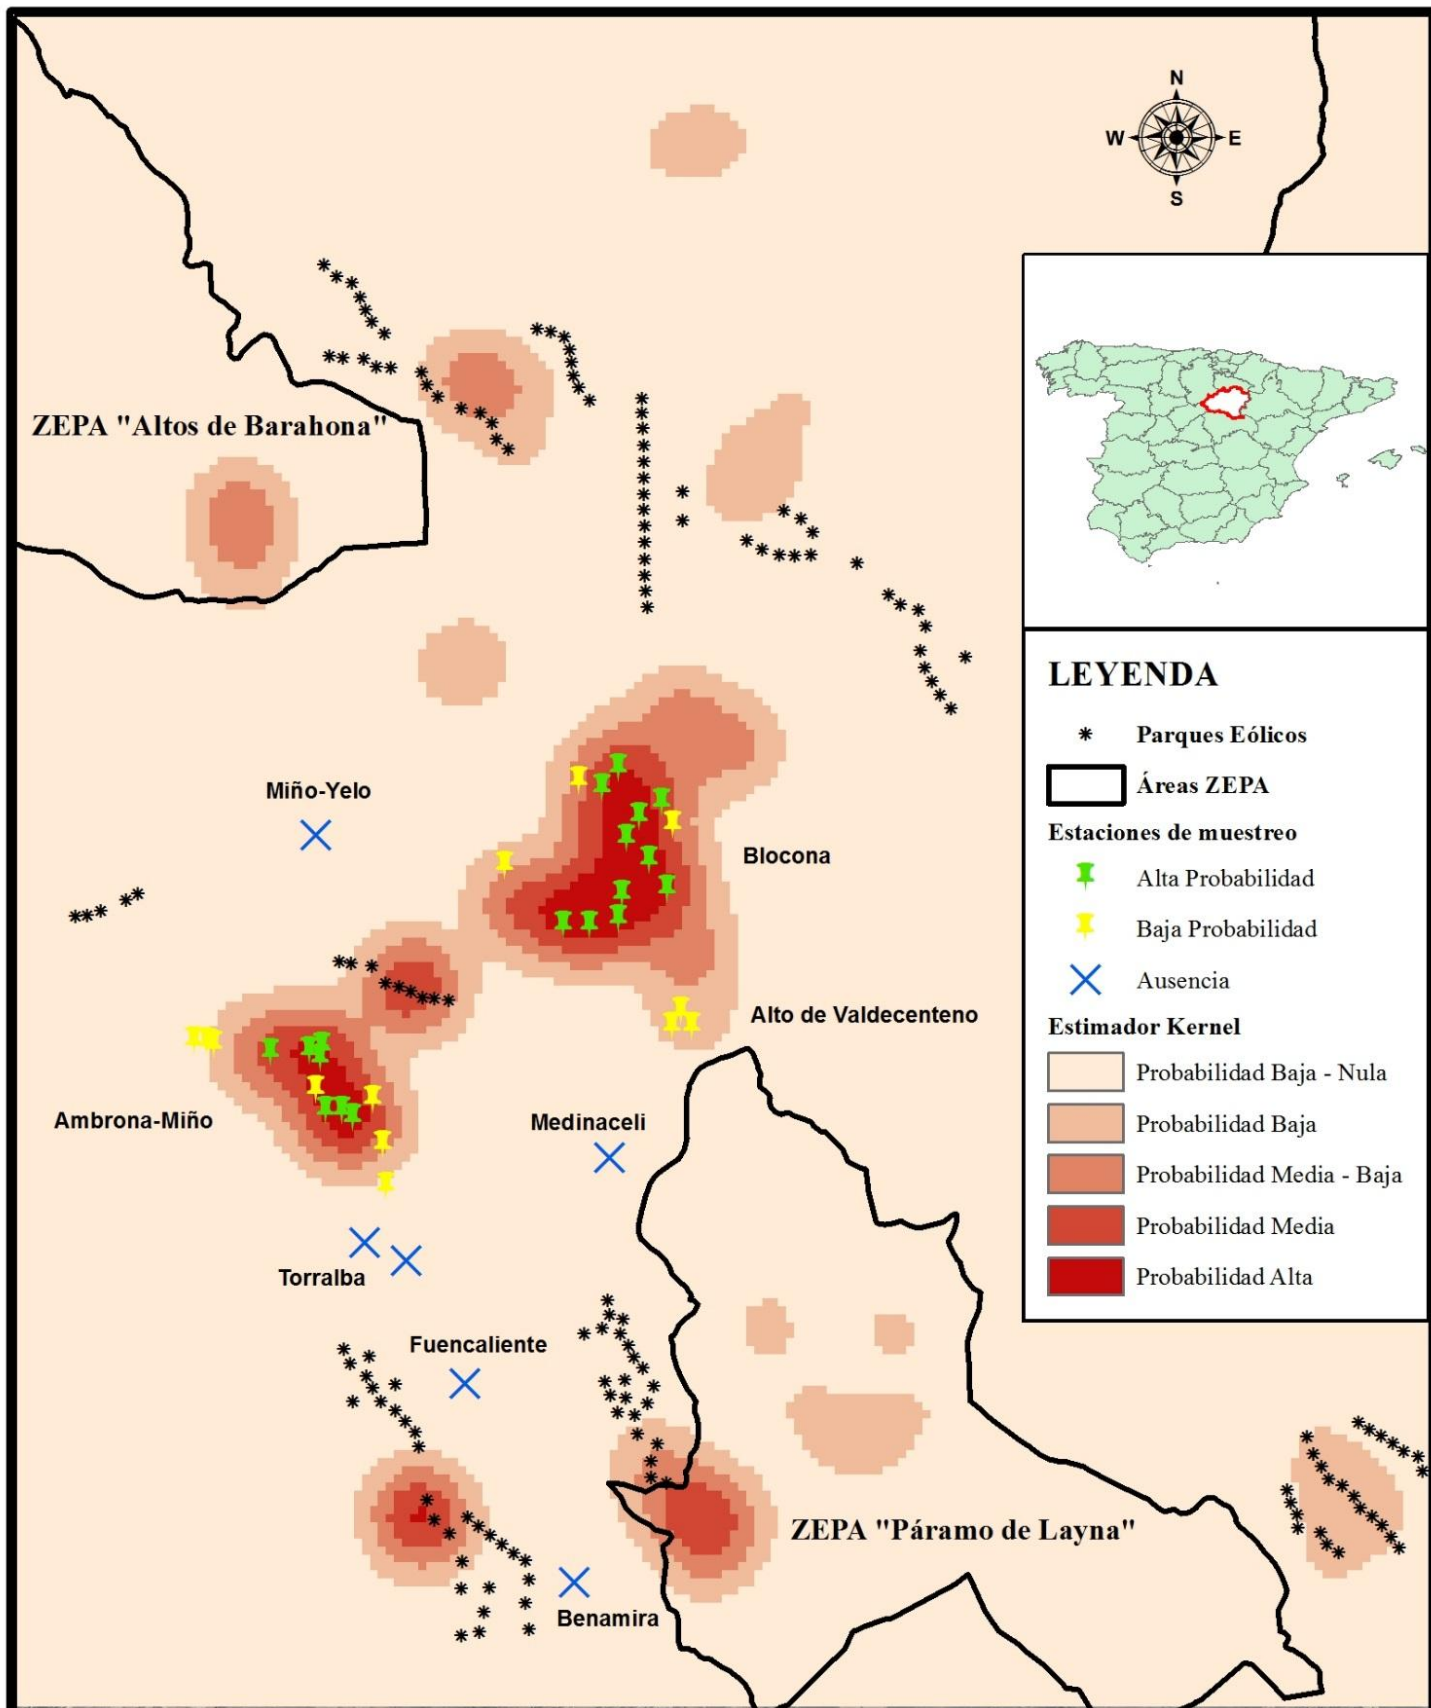 N
W
E
S
ZEPA "Altos de Barahona"
Miño-Yelo
Blocona
Alto de Valdecenteno
Ambrona-Miño
Medinaceli
Torralba
Fuencaliente
ZEPA "Páramo de Layna"
Benamira
LEYENDA
Parques Eólicos
Áreas ZEPA
Estaciones de muestreo
Alta Probabilidad
Baja Probabilidad
Ausencia
Estimador Kernel
Probabilidad Baja - Nula
Probabilidad Baja
Probabilidad Media - Baja
Probabilidad Media
Probabilidad Alta